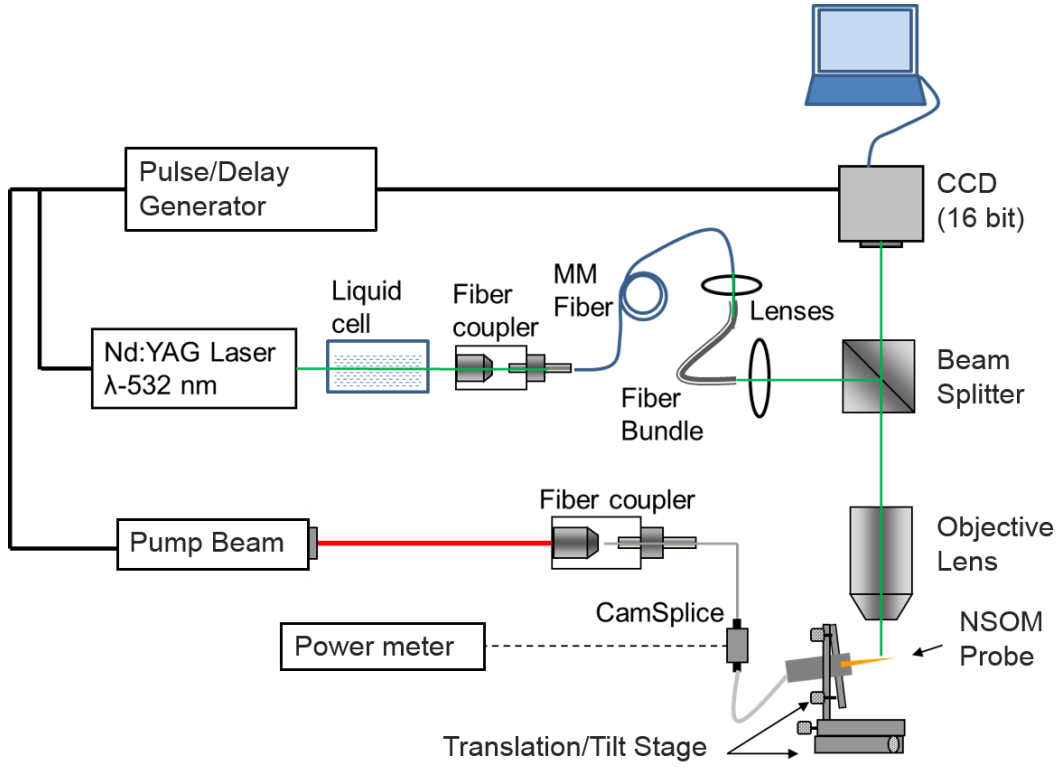 Pulse/Delay
Generator
CCD
(16 bit)
MM
Fiber
Liquid
cell
Fiber
coupler
Lenses
Nd:YAG Laser
λ-532 nm
Beam
Splitter
Fiber
Bundle
Fiber coupler
Pump Beam
Objective
Lens
CamSplice
Power meter
NSOM
Probe
Translation/Tilt Stage